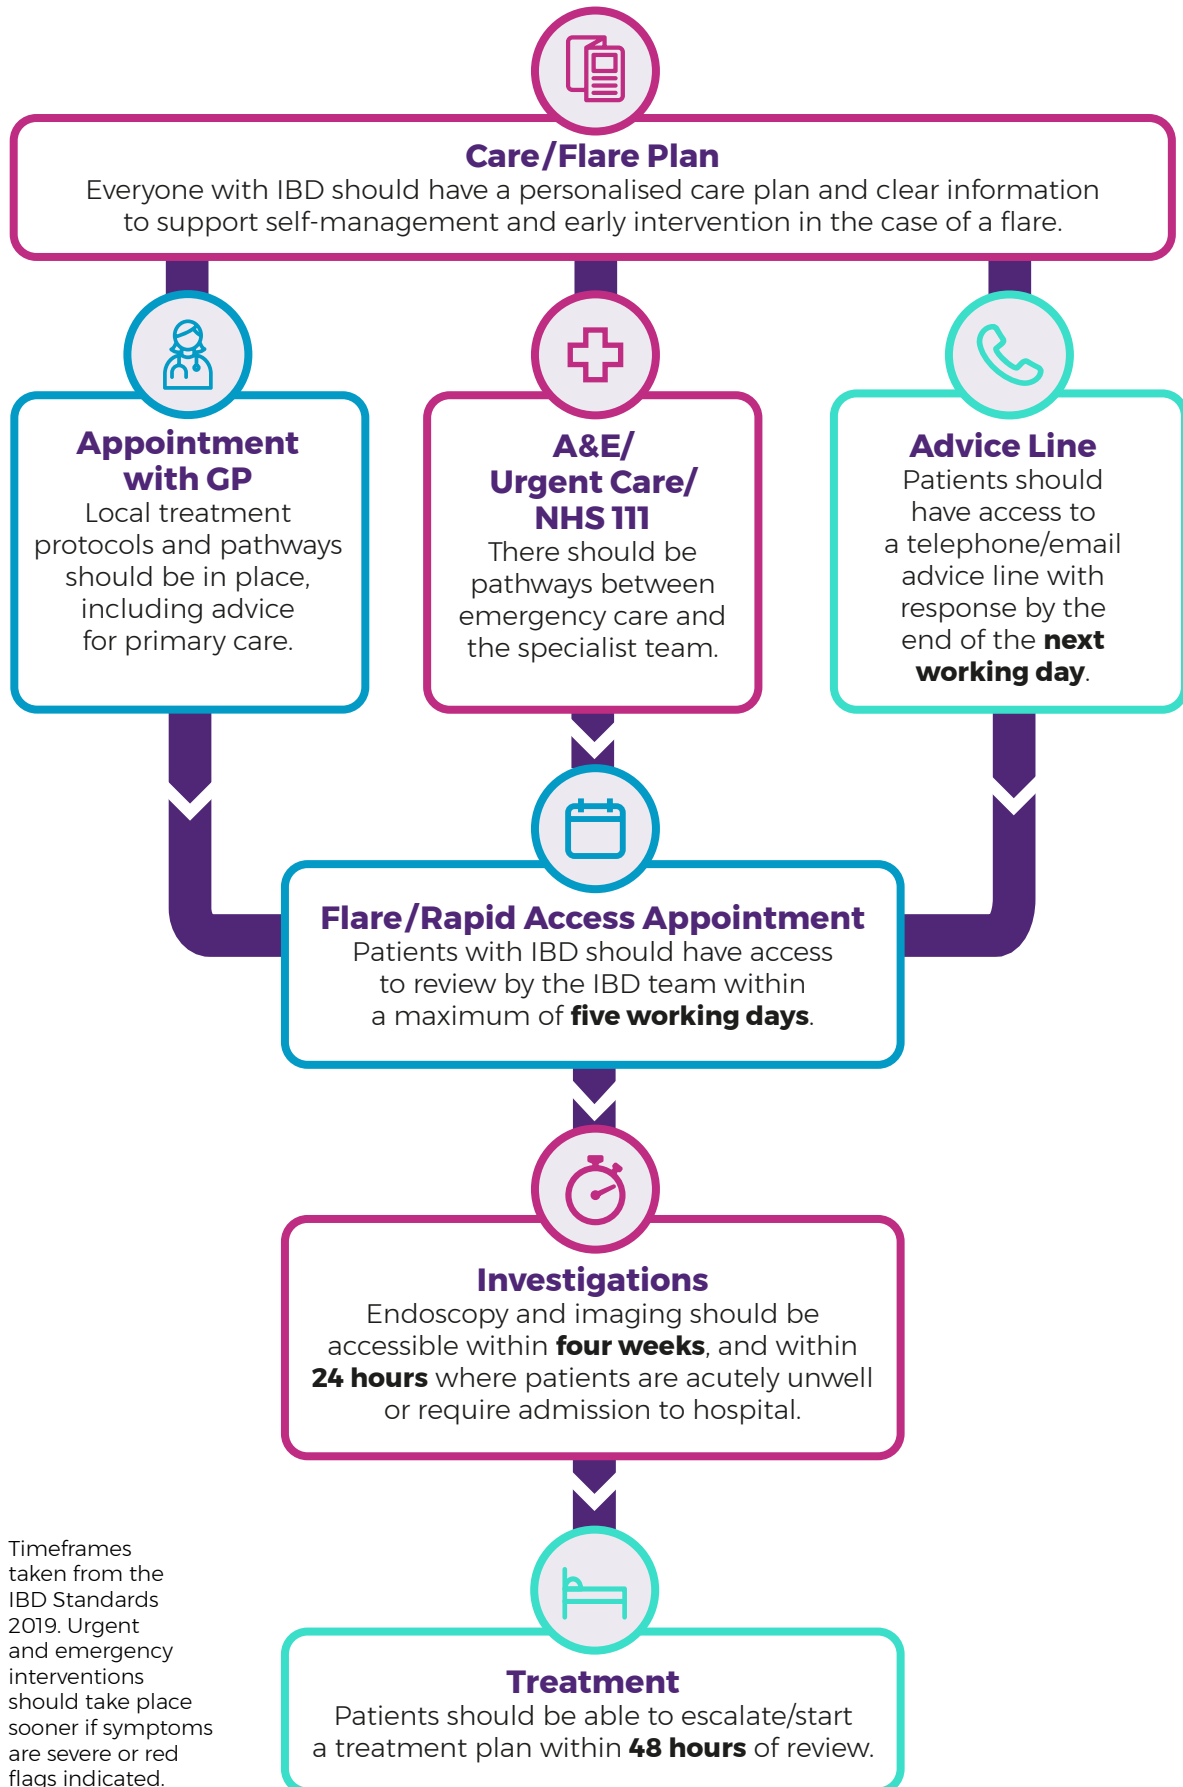 Care/Flare Plan
Everyone with IBD should have a personalised care plan and clear information
to support self-management and early intervention in the case of a flare.
Appointment
with GP
Local treatment
protocols and pathways
should be in place,
including advice
for primary care.
A&E/
Urgent Care/
NHS 111
There should be
pathways between
emergency care and
the specialist team.
Advice Line
Patients should
have access to
a telephone/email
advice line with
response by the
end of the next
working day.
Flare/Rapid Access Appointment
Patients with IBD should have access
to review by the IBD team within
a maximum of five working days.
Investigations
Endoscopy and imaging should be
accessible within four weeks, and within
24 hours where patients are acutely unwell
or require admission to hospital.
Treatment
Patients should be able to escalate/start
a treatment plan within 48 hours of review.
Timeframes
taken from the
IBD Standards
2019. Urgent
and emergency
interventions
should take place
sooner if symptoms
are severe or red
flags indicated.